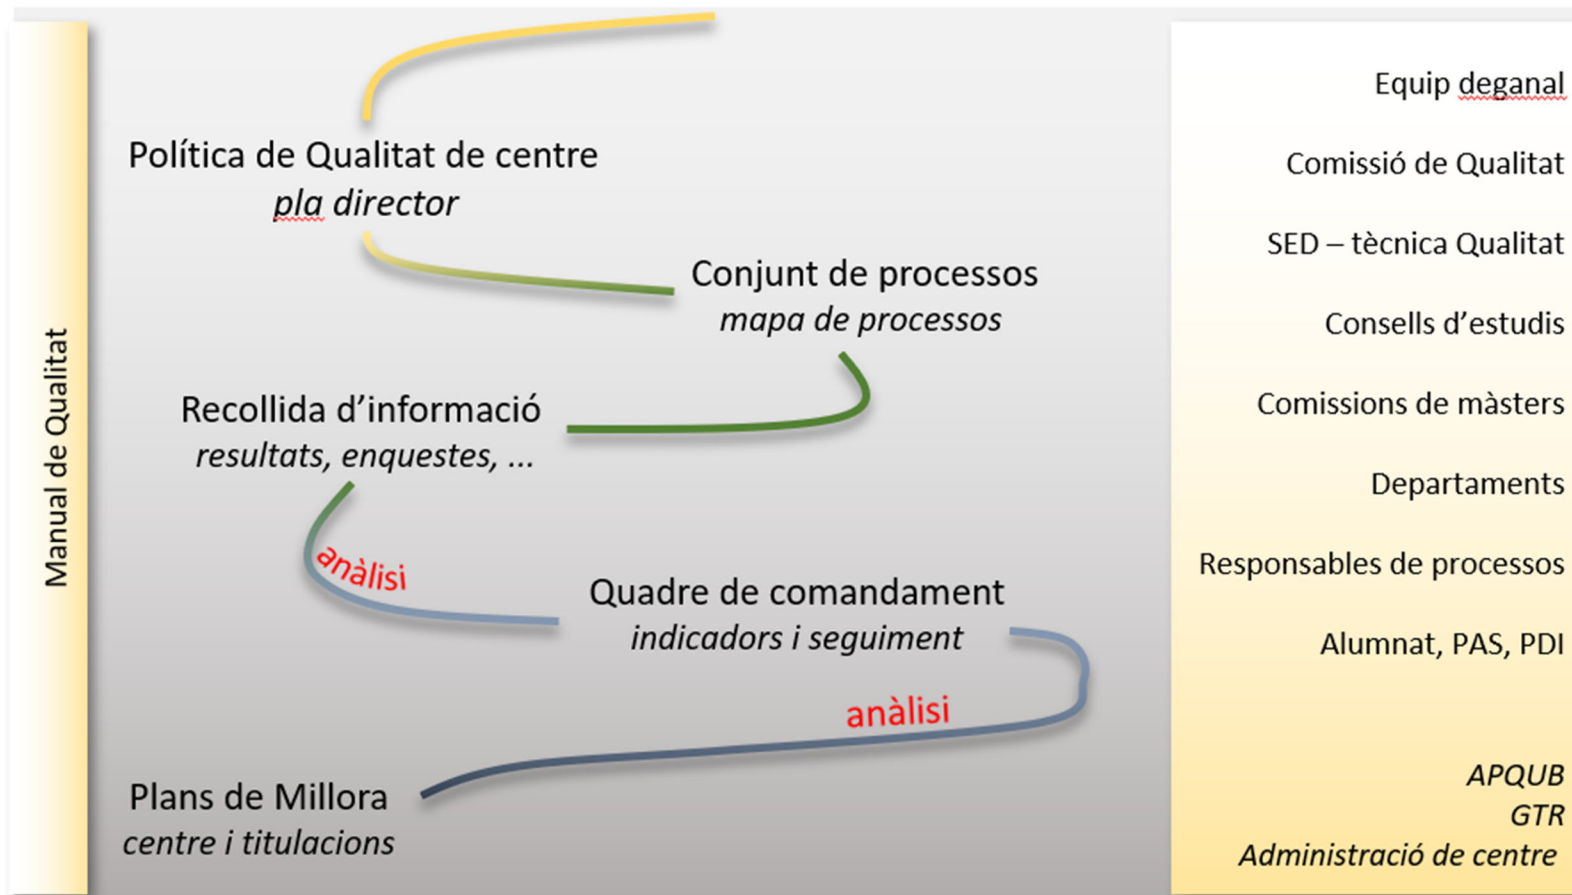 Manual de Qualitat
Política de Qualitat de centre
pla director
Conjunt de processos
mapa de processos
Recollida d’informació
resultats, enquestes, ...
anàlisi
Quadre de comandament
indicadors i seguiment
anàlisi
Plans de Millora
centre i titulacions
Equip deganal
Comissió de Qualitat
SED – tècnica Qualitat
Consells d’estudis
Comissions de màsters
Departaments
Responsables de processos
Alumnat, PAS, PDI
APQUB
GTR
Administració de centre